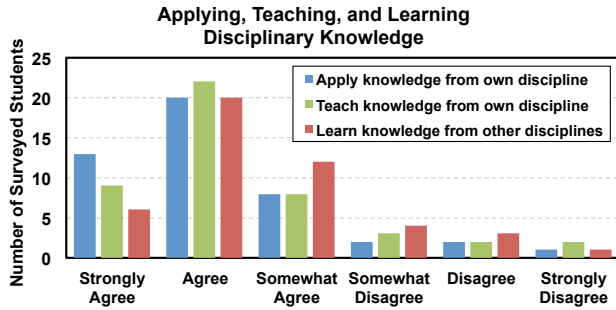 Applying, Teaching, and Learning
Disciplinary Knowledge
Number of Surveyed Students
25
20
15
10
5
0
Apply knowledge from own discipline
Teach knowledge from own discipline
Learn knowledge from other disciplines
Strongly Agree
Agree
Somewhat Agree
Somewhat Disagree
Disagree
Strongly Disagree